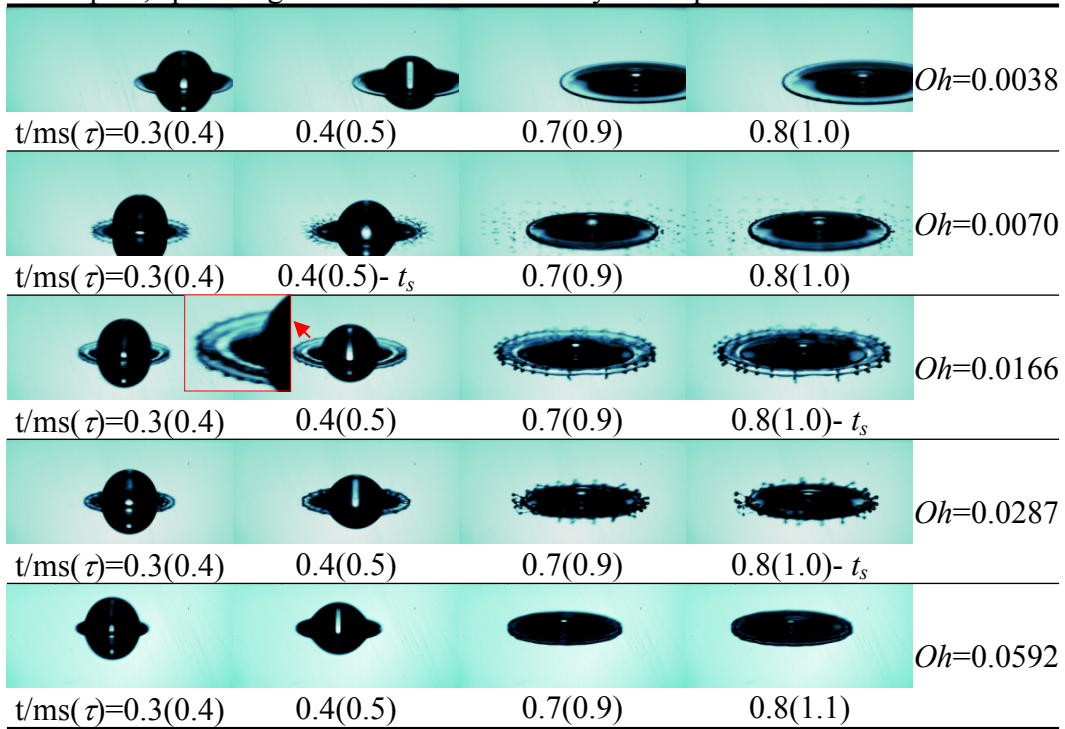 Oh=0.0038
t/ms(τ)=0.3(0.4) 0.4(0.5) 0.7(0.9) 0.8(1.0)
Oh=0.0070
t/ms(τ)=0.3(0.4) 0.4(0.5)- ts 0.7(0.9) 0.8(1.0)
Oh=0.0166
t/ms(τ)=0.3(0.4) 0.4(0.5) 0.7(0.9) 0.8(1.0)- ts
Oh=0.0287
t/ms(τ)=0.3(0.4) 0.4(0.5) 0.7(0.9) 0.8(1.0)- ts
Oh=0.0592
t/ms(τ)=0.3(0.4) 0.4(0.5) 0.7(0.9) 0.8(1.1)